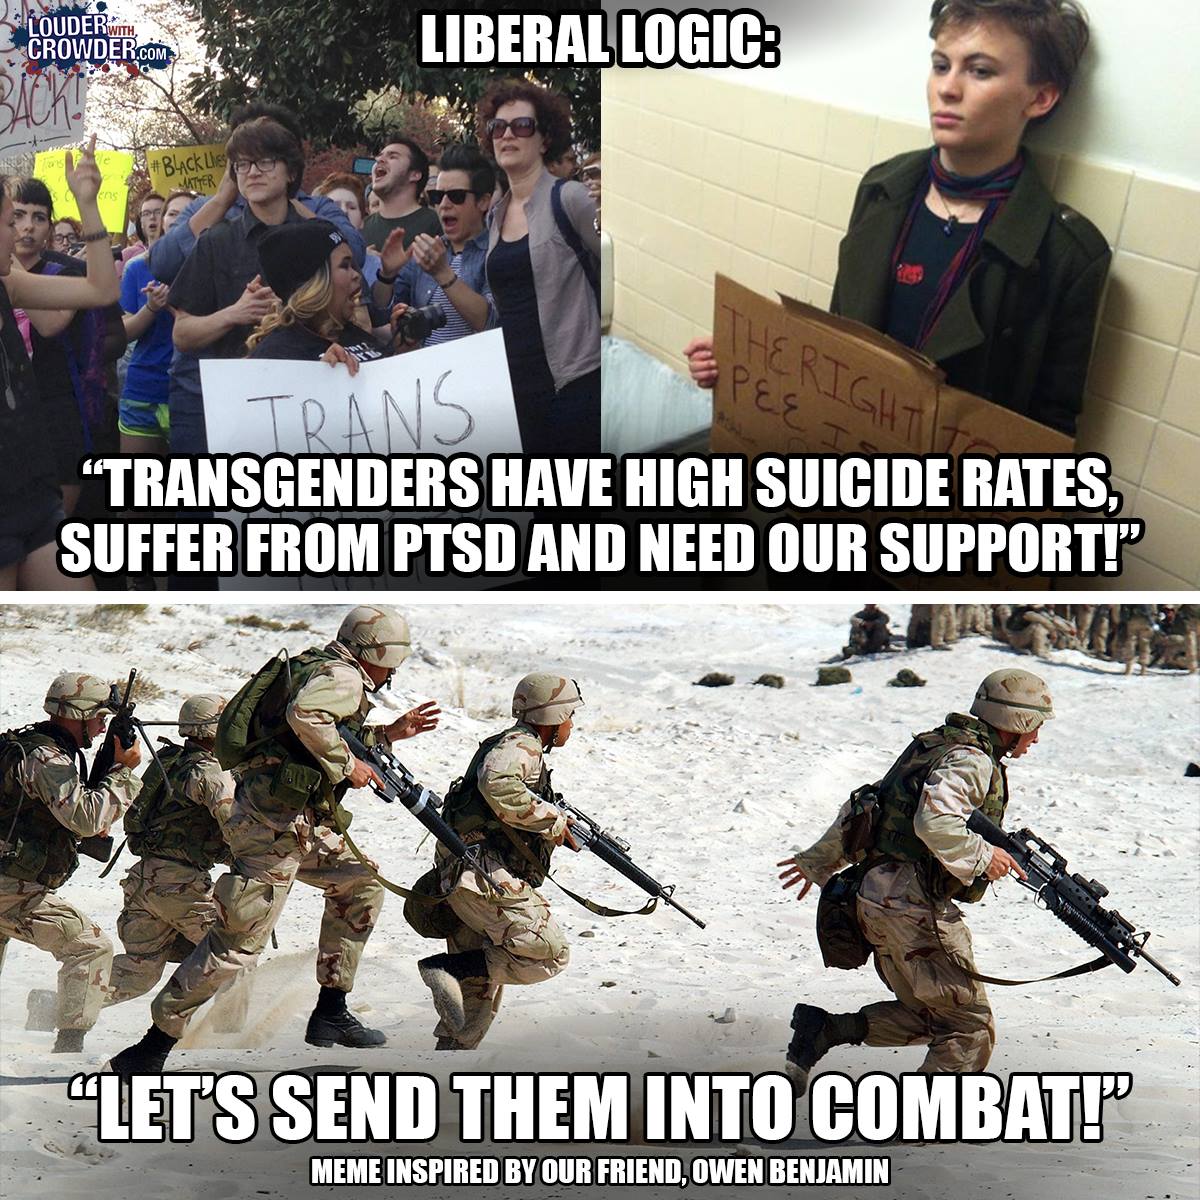 LOUDER WITH
CROWDER.COM
LIBERAL LOGIC:
BACK!
#BLACK LIVES
MATTER
TRANS
THE RIGHT TO
PEE IS
“TRANSGENDERS HAVE HIGH SUICIDE RATES,
SUFFER FROM PTSD AND NEED OUR SUPPORT!”
“LET’S SEND THEM INTO COMBAT!”
MEME INSPIRED BY OUR FRIEND, OWEN BENJAMIN